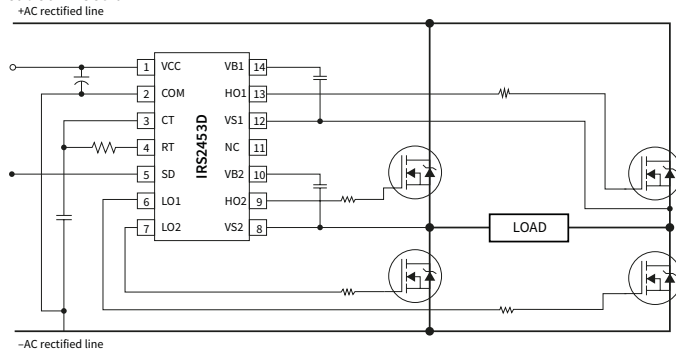 +AC rectified line
1 VCC VB1 14
2 COM HO1 13
3 CT VS1 12
4 RT NC 11
5 SD VB2 10
6 LO1 HO2 9
7 LO2 VS2 8
IRS2453D
LOAD
–AC rectified line